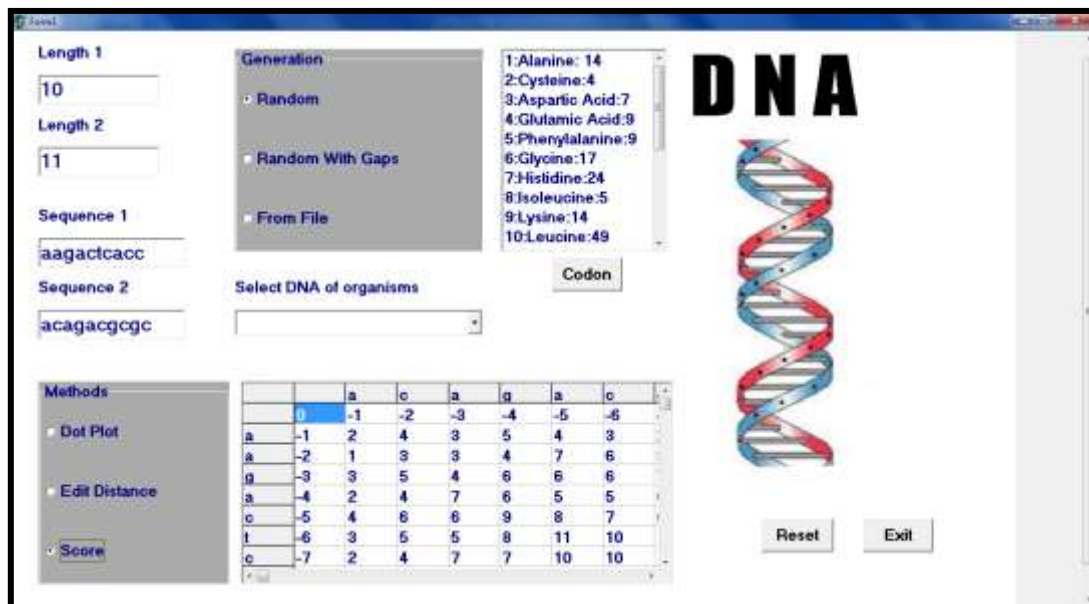 Form1
Length 1
10
Length 2
11
Sequence 1
aagactcacc
Sequence 2
acagacgcgc
Generation
Random
Random With Gaps
From File
Select DNA of organisms
1:Alanine: 14
2:Cysteine:4
3:Aspartic Acid:7
4:Glutamic Acid:9
5:Phenylalanine:9
6:Glycine:17
7:Histidine:24
8:Isoleucine:5
9:Lysine:14
10:Leucine:49
Codon
DNA
Methods
Dot Plot
Edit Distance
Score
a c a g a c
0 -1 -2 -3 -4 -5 -6
a -1 2 4 3 5 4 3
a -2 1 3 3 4 7 6
g -3 3 5 4 6 6 6
a -4 2 4 7 6 5 5
c -5 4 6 6 9 8 7
t -6 3 5 5 8 11 10
c -7 2 4 7 7 10 10
Reset
Exit